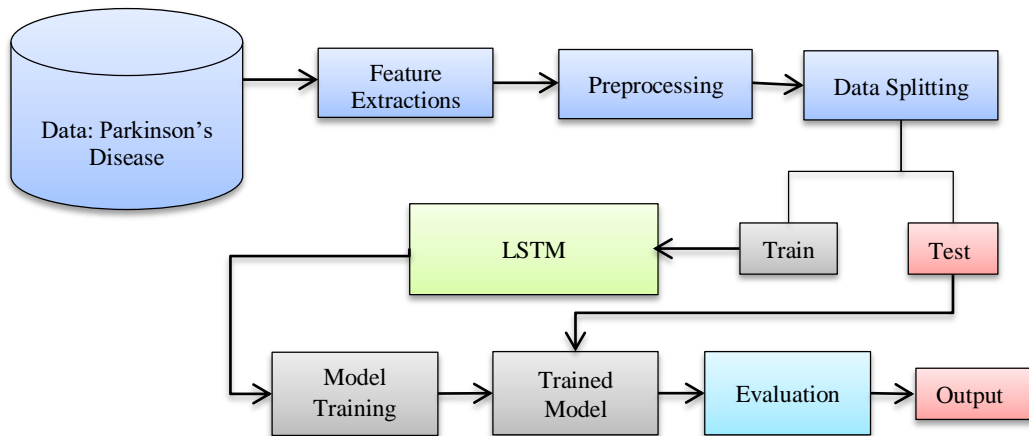 Data: Parkinson’s
Disease
Feature
Extractions
Preprocessing
Data Splitting
LSTM
Train
Test
Model
Training
Trained
Model
Evaluation
Output